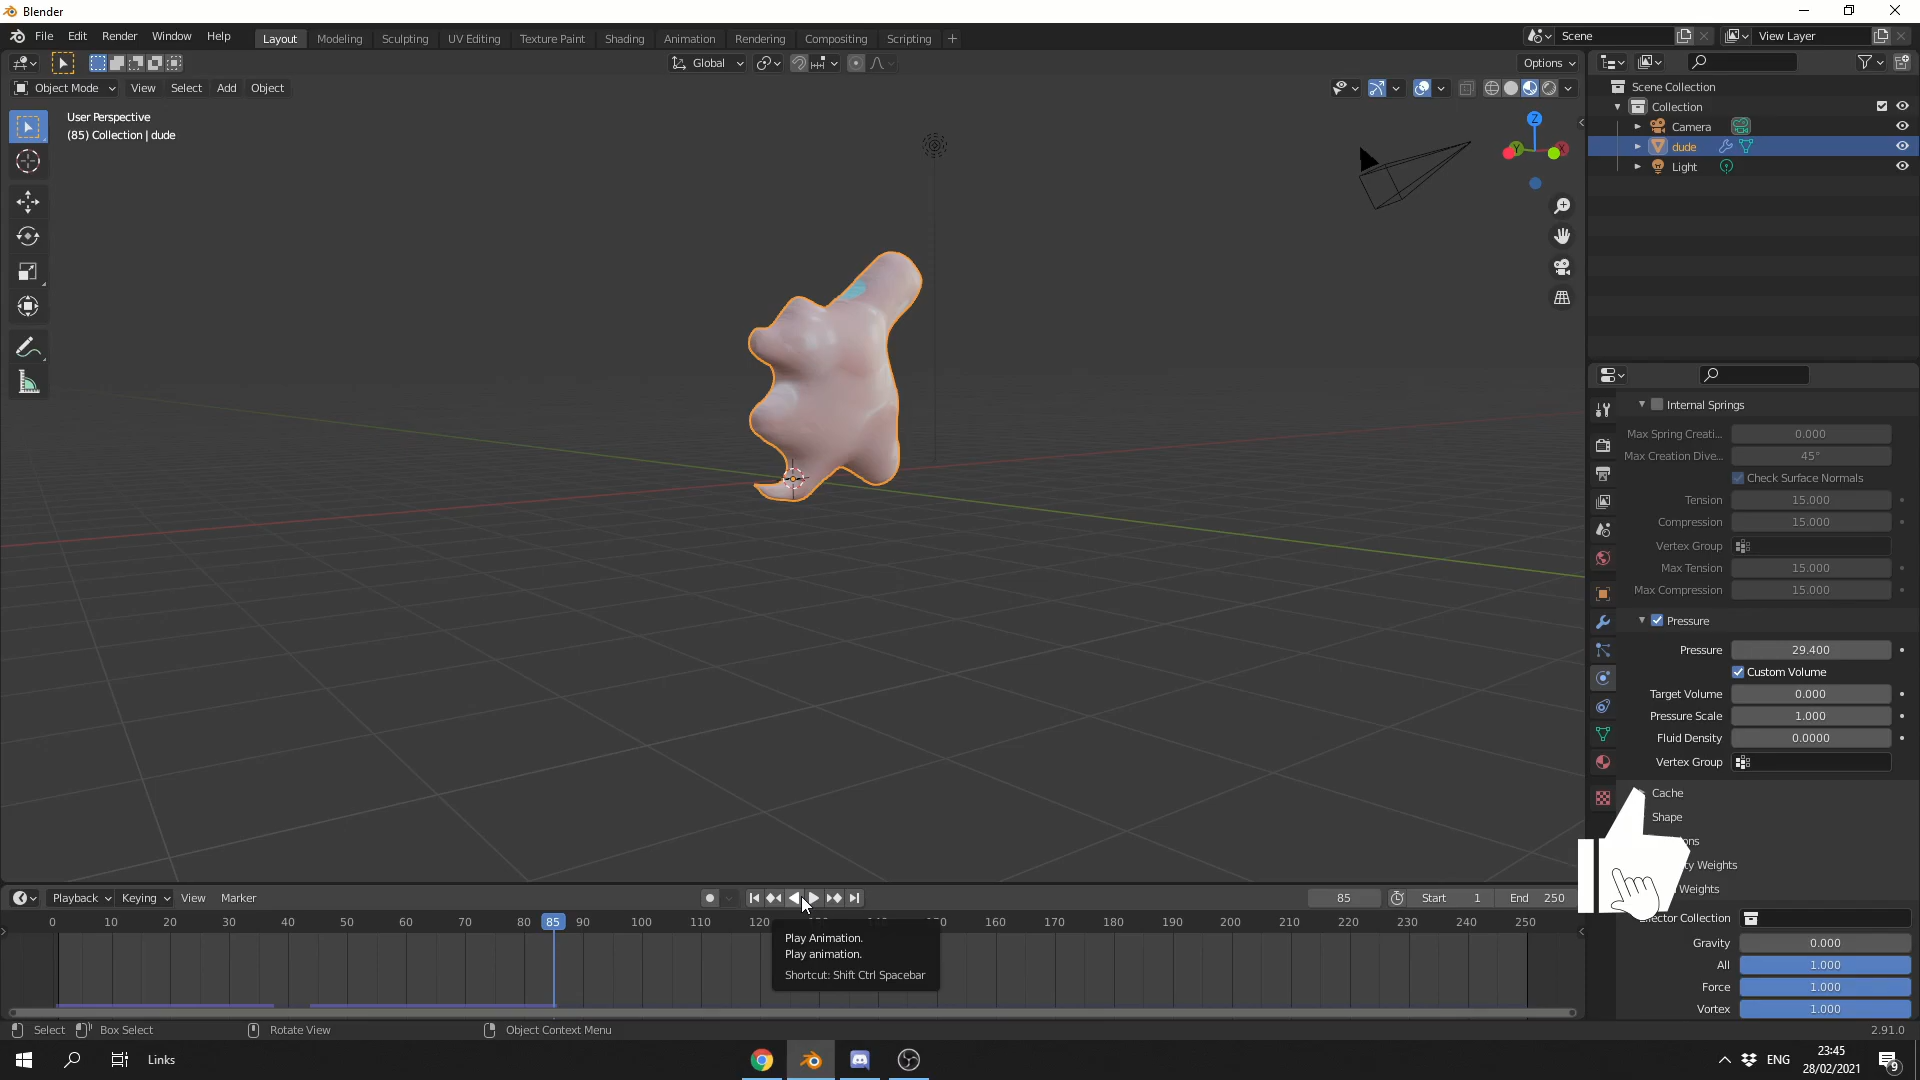 Blender
File Edit Render Window Help
Layout Modeling Sculpting UV Editing Texture Paint Shading Animation Rendering Compositing Scripting
Scene
View Layer
Global
Options
Object Mode View Select Add Object
User Perspective
(85) Collection | dude
Z
Y
X
Scene Collection
Collection
Camera
dude
Light
Internal Springs
Max Spring Creati... 0.000
Max Creation Dive... 45°
Check Surface Normals
Tension 15.000
Compression 15.000
Vertex Group
Max Tension 15.000
Max Compression 15.000
Pressure
Pressure 29.400
Custom Volume
Target Volume 0.000
Pressure Scale 1.000
Fluid Density 0.0000
Vertex Group
Cache
Shape
ons
ty Weights
Weights
Effector Collection
Gravity 0.000
All 1.000
Force 1.000
Vortex 1.000
Playback Keying View Marker
85
Start 1
End 250
0 10 20 30 40 50 60 70 80 85 90 100 110 120 130 140 150 160 170 180 190 200 210 220 230 240 250
Play Animation.
Play animation.
Shortcut: Shift Ctrl Spacebar
Select Box Select Rotate View Object Context Menu
2.91.0
Links
ENG
23:45
28/02/2021
9